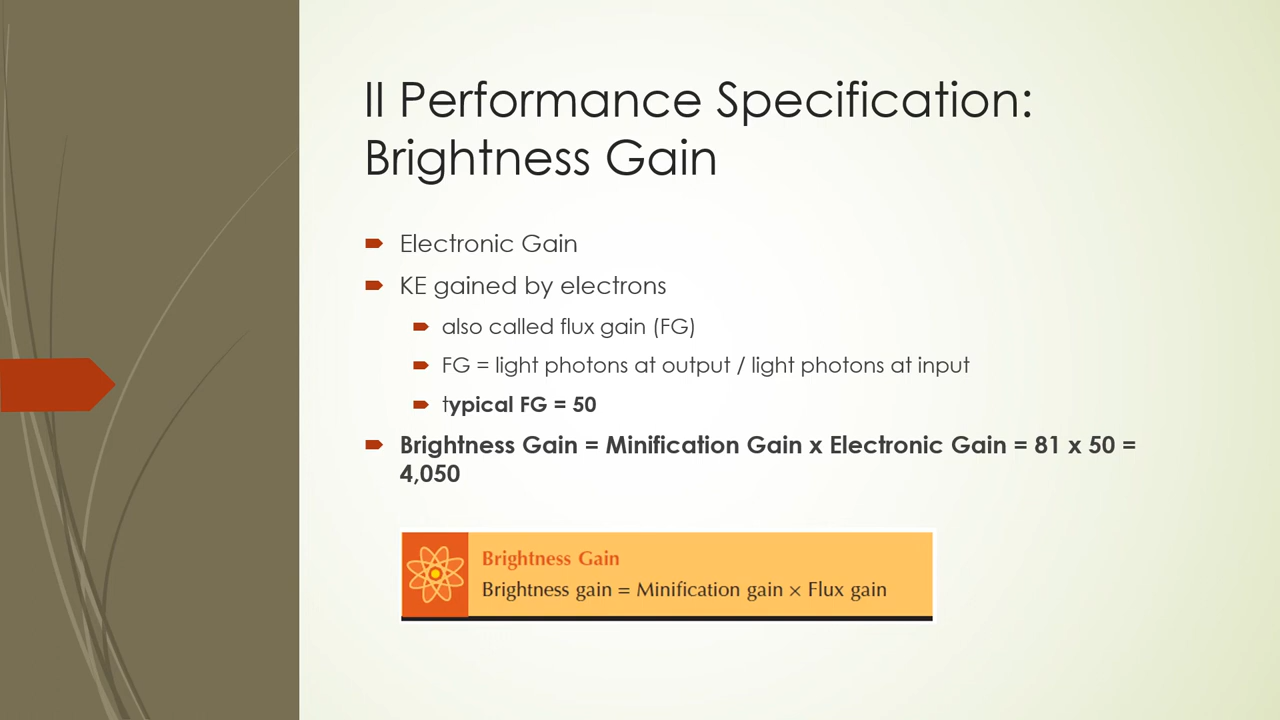 II Performance Specification:
Brightness Gain
Electronic Gain
KE gained by electrons
also called flux gain (FG)
FG = light photons at output / light photons at input
typical FG = 50
Brightness Gain = Minification Gain x Electronic Gain = 81 x 50 =
4,050
Brightness Gain
Brightness gain = Minification gain × Flux gain